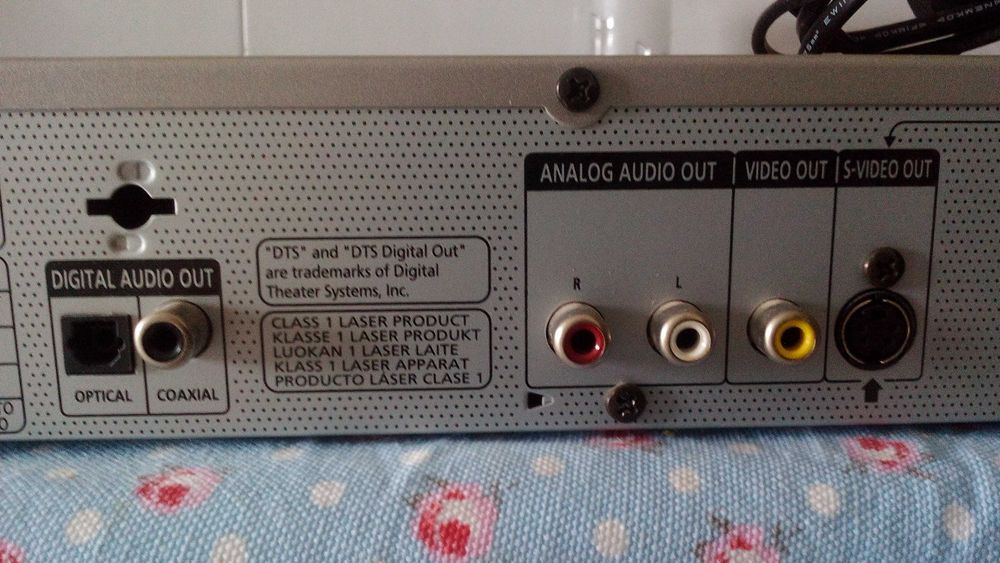 DIGITAL AUDIO OUT
OPTICAL
COAXIAL
"DTS" and "DTS Digital Out"
are trademarks of Digital
Theater Systems, Inc.
CLASS 1 LASER PRODUCT
KLASSE 1 LASER PRODUKT
LUOKAN 1 LASER LAITE
KLASS 1 LASER APPARAT
PRODUCTO LÁSER CLASE 1
ANALOG AUDIO OUT
R
L
VIDEO OUT
S-VIDEO OUT